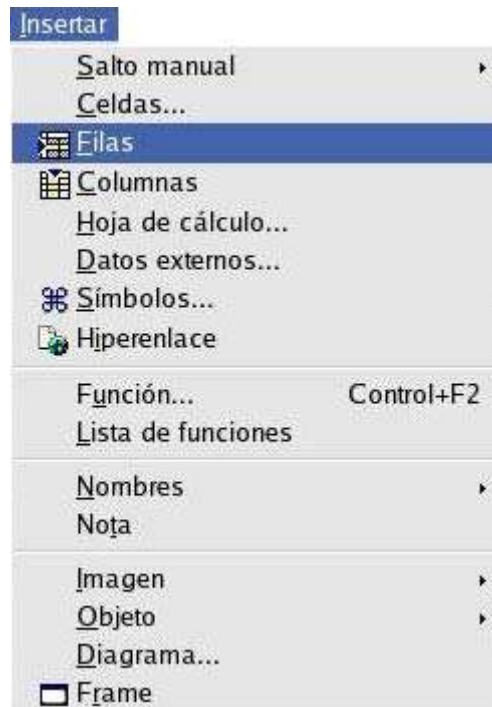 Insertar
Salto manual
Celdas...
Filas
Columnas
Hoja de cálculo...
Datos externos...
Símbolos...
Hiperenlace
Función... Control+F2
Lista de funciones
Nombres
Nota
Imagen
Objeto
Diagrama...
Frame